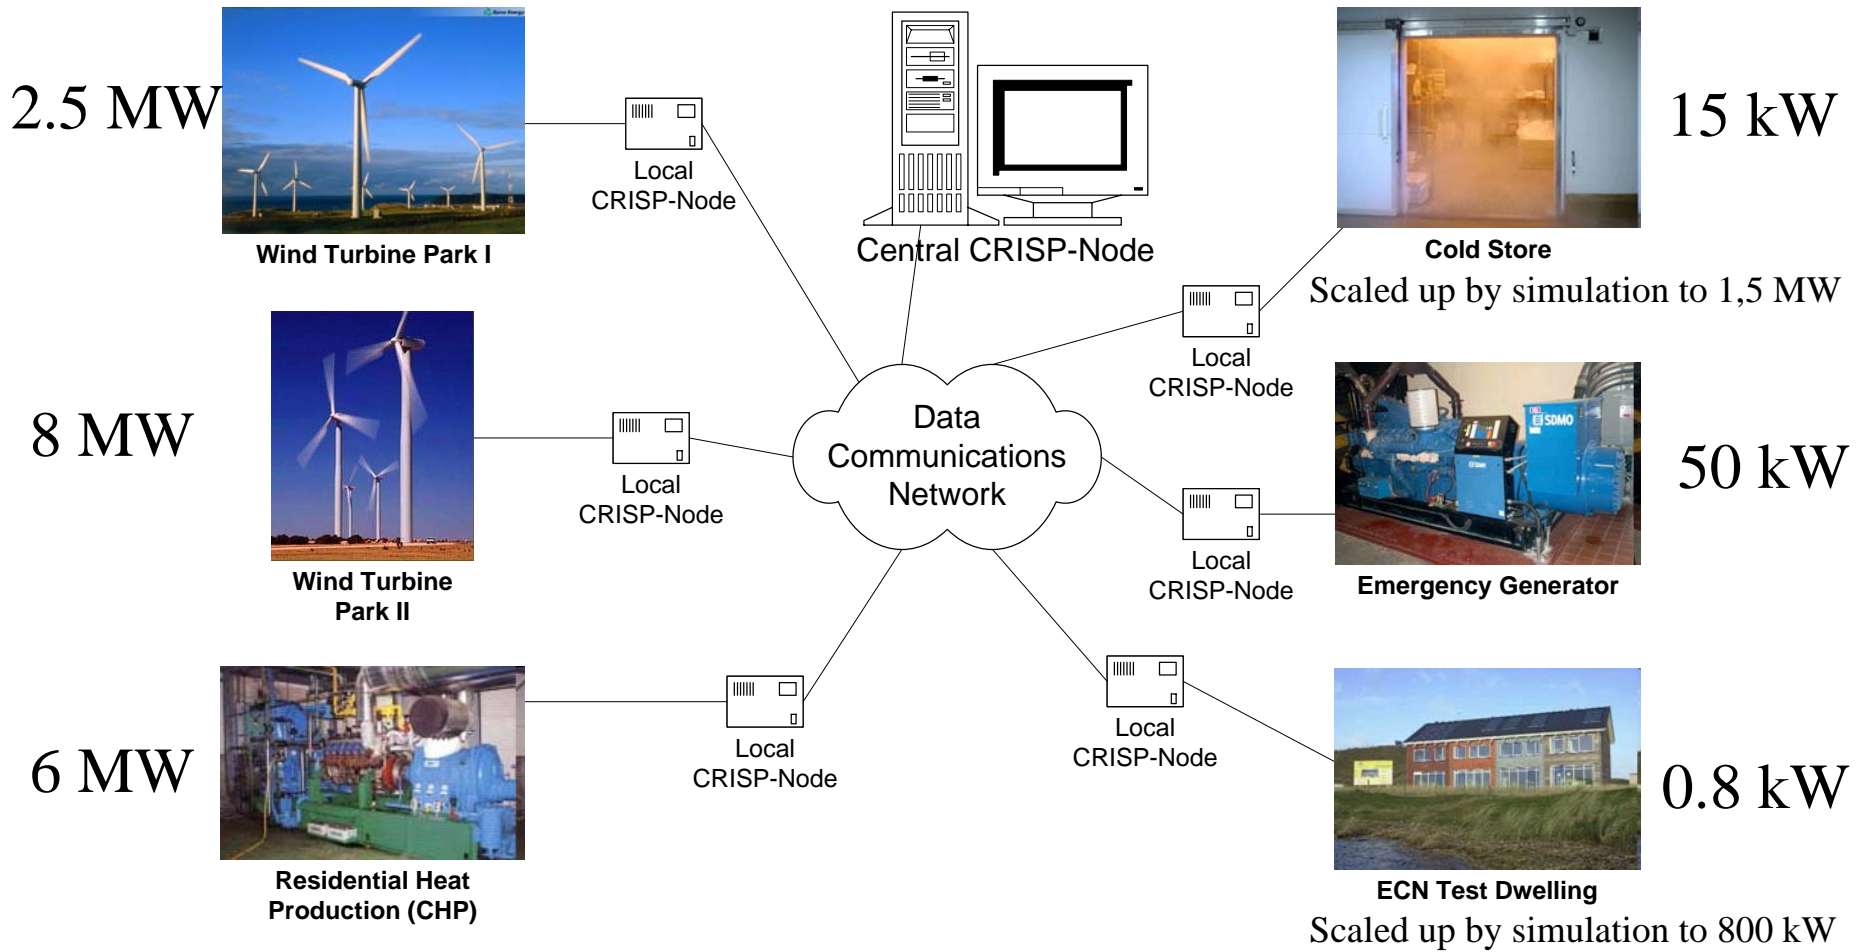 2.5 MW
Wind Turbine Park I
Local
CRISP-Node
Central CRISP-Node
15 kW
Cold Store
Scaled up by simulation to 1,5 MW
Local
CRISP-Node
8 MW
Wind Turbine
Park II
Local
CRISP-Node
Data
Communications
Network
Local
CRISP-Node
SDMO
50 kW
Emergency Generator
6 MW
Residential Heat
Production (CHP)
Local
CRISP-Node
Local
CRISP-Node
0.8 kW
ECN Test Dwelling
Scaled up by simulation to 800 kW